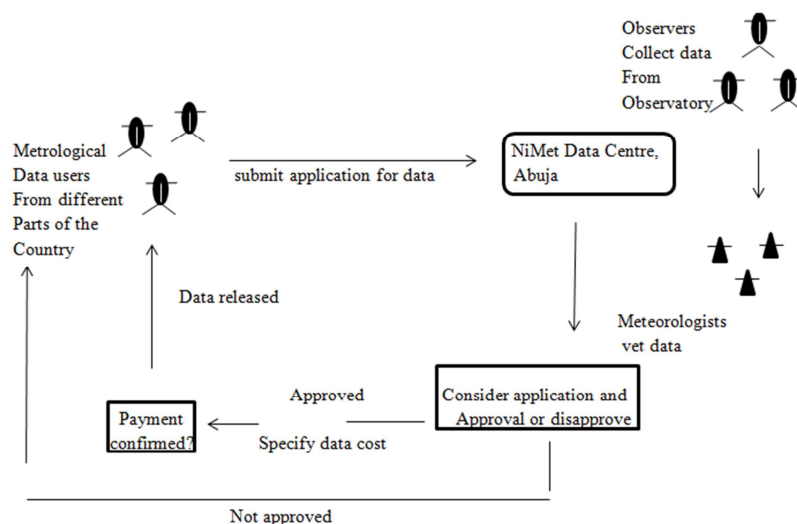 Observers
Collect data
From
Observatory
Metrological
Data users
From different
Parts of the
Country
submit application for data
NiMet Data Centre,
Abuja
Meteorologists
vet data
Data released
Consider application and
Approval or disapprove
Approved
Specify data cost
Payment
confirmed?
Not approved